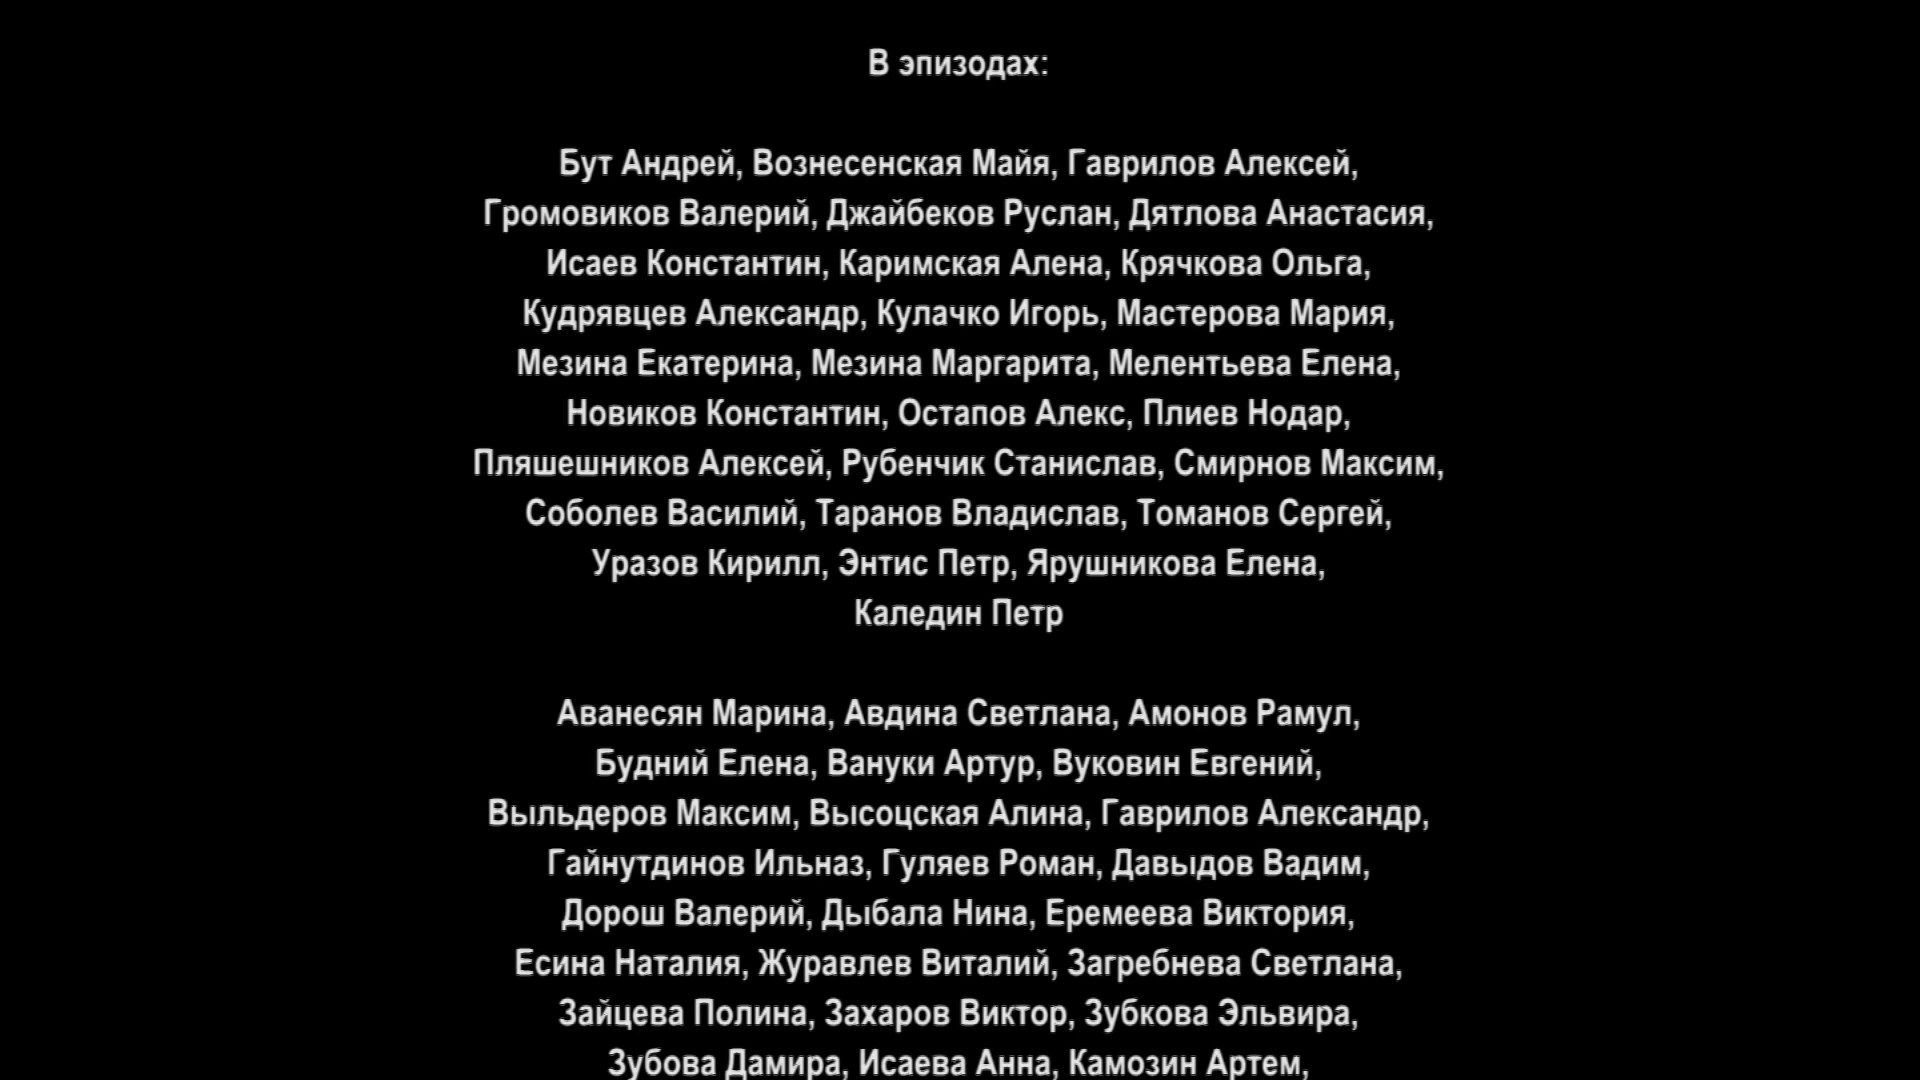 В эпизодах:
Бут Андрей, Вознесенская Майя, Гаврилов Алексей,
Громовиков Валерий, Джайбеков Руслан, Дятлова Анастасия,
Исаев Константин, Каримская Алена, Крячкова Ольга,
Кудрявцев Александр, Кулачко Игорь, Мастерова Мария,
Мезина Екатерина, Мезина Маргарита, Мелентьева Елена,
Новиков Константин, Остапов Алекс, Плиев Нодар,
Пляшешников Алексей, Рубенчик Станислав, Смирнов Максим,
Соболев Василий, Таранов Владислав, Томанов Сергей,
Уразов Кирилл, Энтис Петр, Ярушникова Елена,
Каледин Петр
Аванесян Марина, Авдина Светлана, Амонов Рамул,
Будний Елена, Вануки Артур, Вуковин Евгений,
Выльдеров Максим, Высоцская Алина, Гаврилов Александр,
Гайнутдинов Ильназ, Гуляев Роман, Давыдов Вадим,
Дорош Валерий, Дыбала Нина, Еремеева Виктория,
Есина Наталия, Журавлев Виталий, Загребнева Светлана,
Зайцева Полина, Захаров Виктор, Зубкова Эльвира,
Зубова Дамира, Исаева Анна, Камозин Артем,